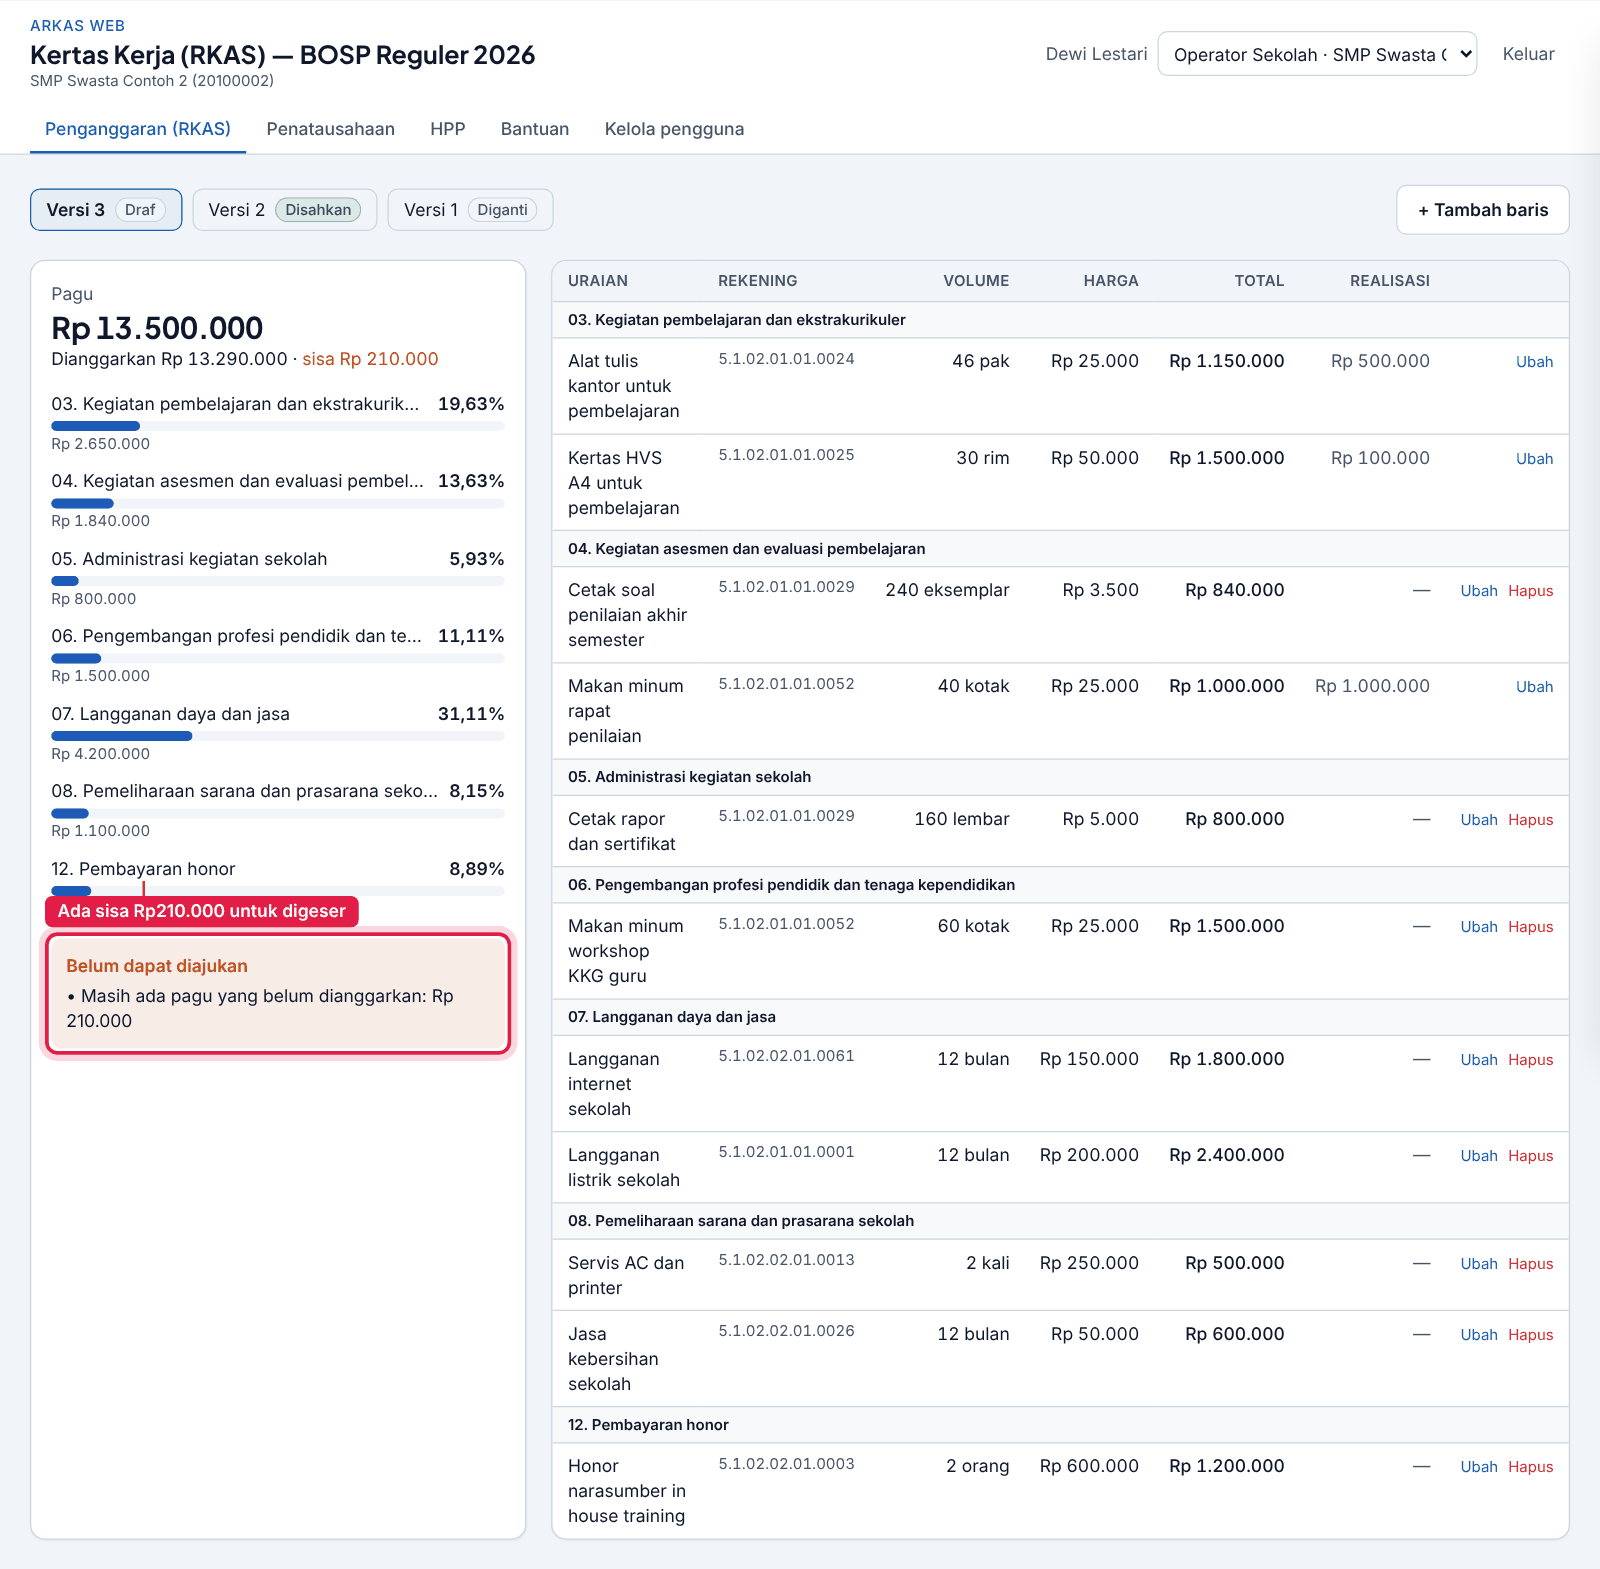 ARKAS WEB
Kertas Kerja (RKAS) — BOSP Reguler 2026
SMP Swasta Contoh 2 (20100002)
Dewi Lestari
Operator Sekolah · SMP Swasta C
Keluar
Penganggaran (RKAS)
Penatausahaan
HPP
Bantuan
Kelola pengguna
Versi 3 Draf
Versi 2 Disahkan
Versi 1 Diganti
+ Tambah baris
Pagu
Rp 13.500.000
Dianggarkan Rp 13.290.000 · sisa Rp 210.000
03. Kegiatan pembelajaran dan ekstrakurik... 19,63%
Rp 2.650.000
04. Kegiatan asesmen dan evaluasi pembel... 13,63%
Rp 1.840.000
05. Administrasi kegiatan sekolah 5,93%
Rp 800.000
06. Pengembangan profesi pendidik dan te... 11,11%
Rp 1.500.000
07. Langganan daya dan jasa 31,11%
Rp 4.200.000
08. Pemeliharaan sarana dan prasarana seko... 8,15%
Rp 1.100.000
12. Pembayaran honor 8,89%
Ada sisa Rp210.000 untuk digeser
Belum dapat diajukan
• Masih ada pagu yang belum dianggarkan: Rp
210.000
URAIAN REKENING VOLUME HARGA TOTAL REALISASI
03. Kegiatan pembelajaran dan ekstrakurikuler
Alat tulis 5.1.02.01.01.0024 46 pak Rp 25.000 Rp 1.150.000 Rp 500.000 Ubah
kantor untuk
pembelajaran
Kertas HVS 5.1.02.01.01.0025 30 rim Rp 50.000 Rp 1.500.000 Rp 100.000 Ubah
A4 untuk
pembelajaran
04. Kegiatan asesmen dan evaluasi pembelajaran
Cetak soal 5.1.02.01.01.0029 240 eksemplar Rp 3.500 Rp 840.000 — Ubah Hapus
penilaian akhir
semester
Makan minum 5.1.02.01.01.0052 40 kotak Rp 25.000 Rp 1.000.000 Rp 1.000.000 Ubah
rapat
penilaian
05. Administrasi kegiatan sekolah
Cetak rapor 5.1.02.01.01.0029 160 lembar Rp 5.000 Rp 800.000 — Ubah Hapus
dan sertifikat
06. Pengembangan profesi pendidik dan tenaga kependidikan
Makan minum 5.1.02.01.01.0052 60 kotak Rp 25.000 Rp 1.500.000 — Ubah Hapus
workshop
KKG guru
07. Langganan daya dan jasa
Langganan 5.1.02.02.01.0061 12 bulan Rp 150.000 Rp 1.800.000 — Ubah Hapus
internet
sekolah
Langganan 5.1.02.02.01.01.0001 12 bulan Rp 200.000 Rp 2.400.000 — Ubah Hapus
listrik sekolah
08. Pemeliharaan sarana dan prasarana sekolah
Servis AC dan 5.1.02.02.01.0013 2 kali Rp 250.000 Rp 500.000 — Ubah Hapus
printer
Jasa 5.1.02.02.01.0026 12 bulan Rp 50.000 Rp 600.000 — Ubah Hapus
kebersihan
sekolah
12. Pembayaran honor
Honor 5.1.02.02.01.0003 2 orang Rp 600.000 Rp 1.200.000 — Ubah Hapus
narasumber in
house training